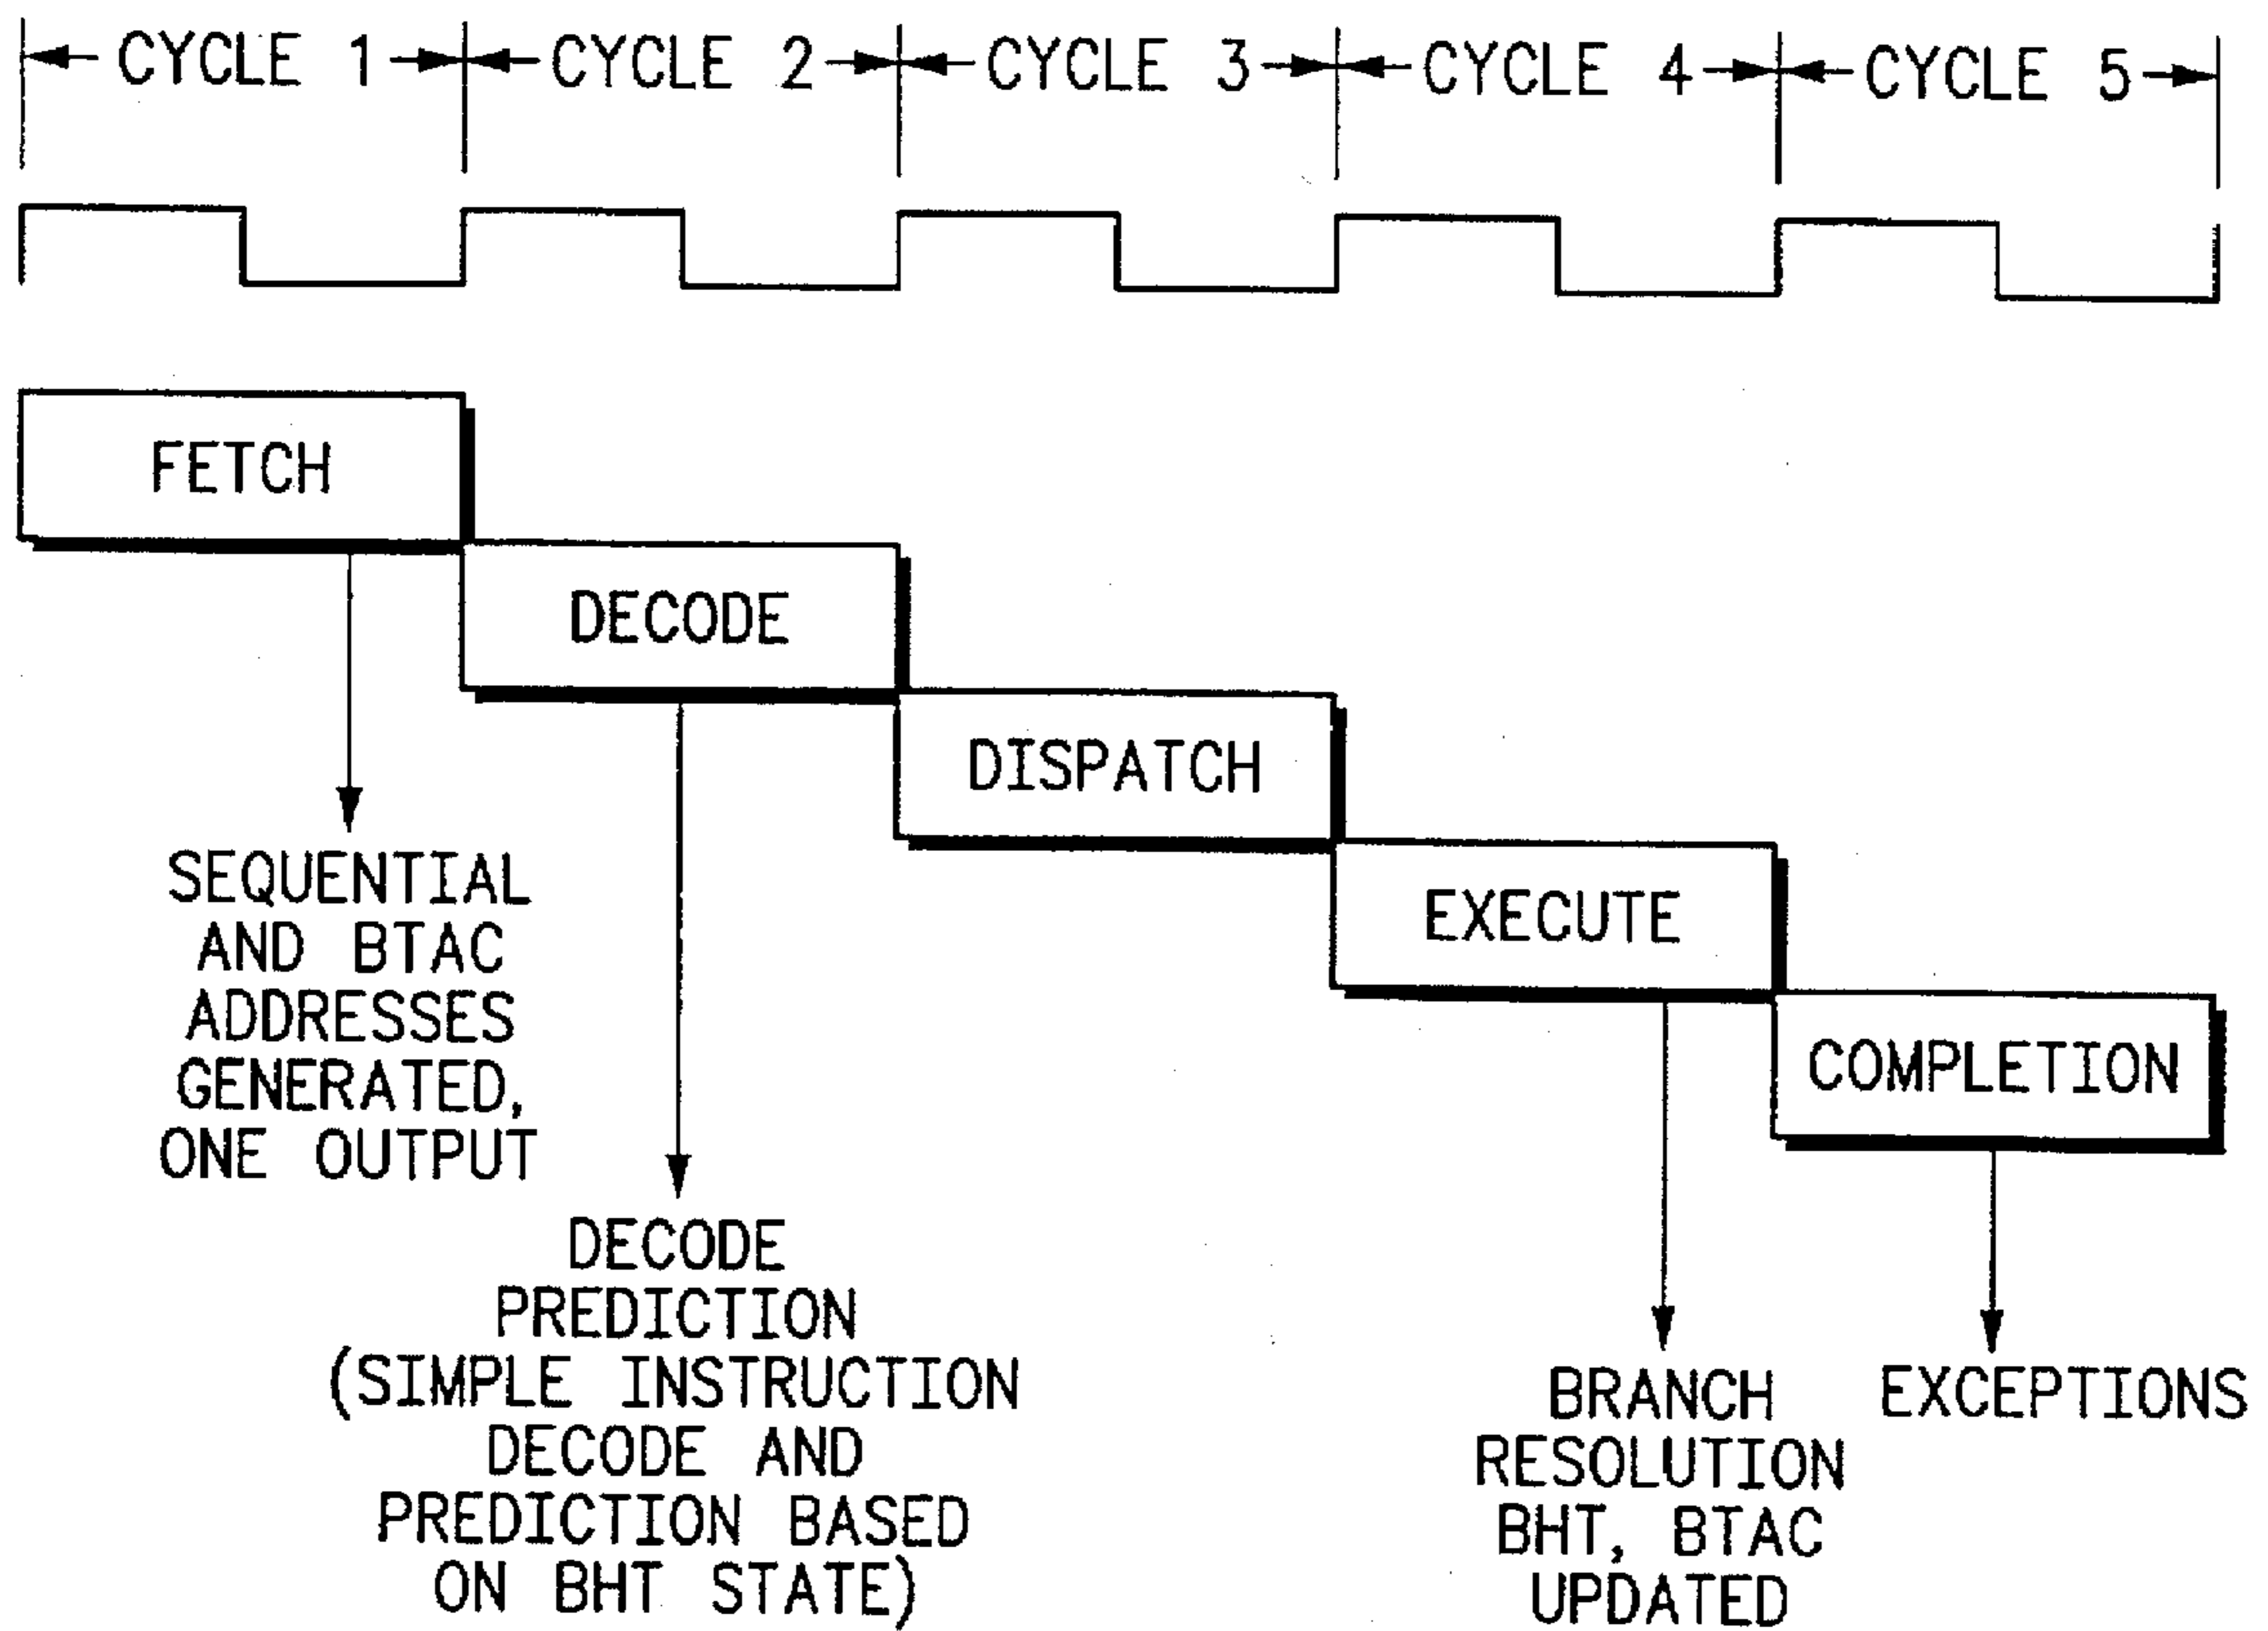 CYCLE 1 CYCLE 2 CYCLE 3 CYCLE 4 CYCLE 5
FETCH
DECODE
DISPATCH
EXECUTE
COMPLETION
SEQUENTIAL
AND BTAC
ADDRESSES
GENERATED,
ONE OUTPUT
DECODE
PREDICTION
(SIMPLE INSTRUCTION
DECODE AND
PREDICTION BASED
ON BHT STATE)
BRANCH
RESOLUTION
BHT, BTAC
UPDATED
EXCEPTIONS